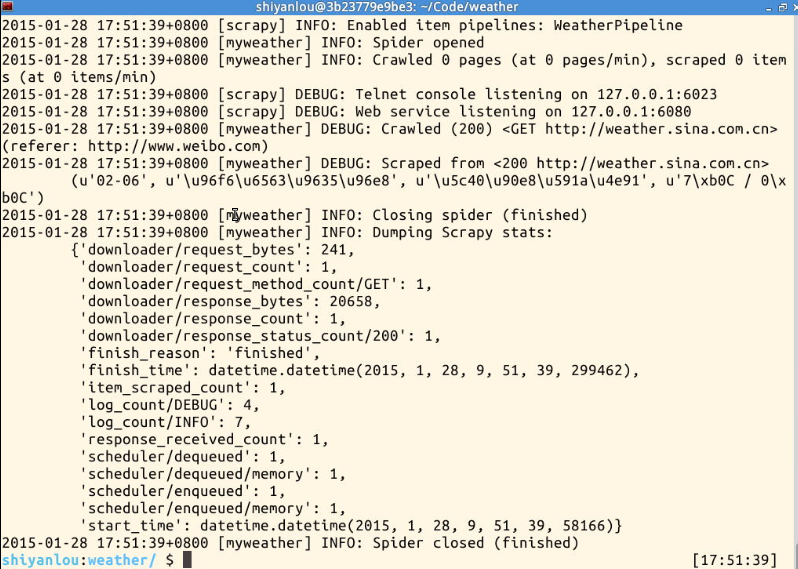 shiyanlou@3b23779e9be3: ~/Code/weather
2015-01-28 17:51:39+0800 [scrapy] INFO: Enabled item pipelines: WeatherPipeline
2015-01-28 17:51:39+0800 [myweather] INFO: Spider opened
2015-01-28 17:51:39+0800 [myweather] INFO: Crawled 0 pages (at 0 pages/min), scraped 0 item
s (at 0 items/min)
2015-01-28 17:51:39+0800 [scrapy] DEBUG: Telnet console listening on 127.0.0.1:6023
2015-01-28 17:51:39+0800 [scrapy] DEBUG: Web service listening on 127.0.0.1:6080
2015-01-28 17:51:39+0800 [myweather] DEBUG: Crawled (200) <GET http://weather.sina.com.cn>
(referer: http://www.weibo.com)
2015-01-28 17:51:39+0800 [myweather] DEBUG: Scraped from <200 http://weather.sina.com.cn>
(u'02-06', u'\u96f6\u6563\u9635\u96e8', u'\u5c40\u90e8\u591a\u4e91', u'7\xb0C / 0\x
b0C')
2015-01-28 17:51:39+0800 [myweather] INFO: Closing spider (finished)
2015-01-28 17:51:39+0800 [myweather] INFO: Dumping Scrapy stats:
{'downloader/request_bytes': 241,
'downloader/request_count': 1,
'downloader/request_method_count/GET': 1,
'downloader/response_bytes': 20658,
'downloader/response_count': 1,
'downloader/response_status_count/200': 1,
'finish_reason': 'finished',
'finish_time': datetime.datetime(2015, 1, 28, 9, 51, 39, 299462),
'item_scraped_count': 1,
'log_count/DEBUG': 4,
'log_count/INFO': 7,
'response_received_count': 1,
'scheduler/dequeued': 1,
'scheduler/dequeued/memory': 1,
'scheduler/enqueued': 1,
'scheduler/enqueued/memory': 1,
'start_time': datetime.datetime(2015, 1, 28, 9, 51, 39, 58166)}
2015-01-28 17:51:39+0800 [myweather] INFO: Spider closed (finished)
shiyanlou:weather/ $ [17:51:39]